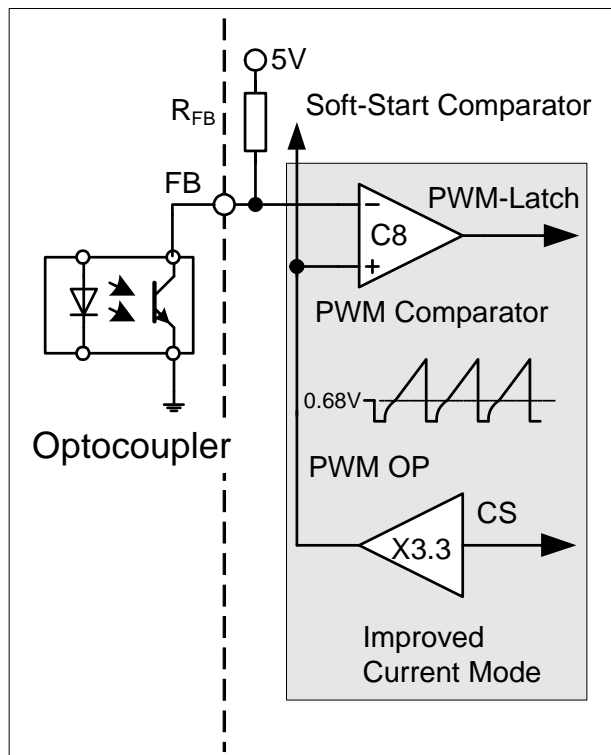 5V
R_FB
Soft-Start Comparator
FB
−
C8
+
PWM-Latch
PWM Comparator
0.68V
Optocoupler
PWM OP
CS
X3.3
Improved
Current Mode